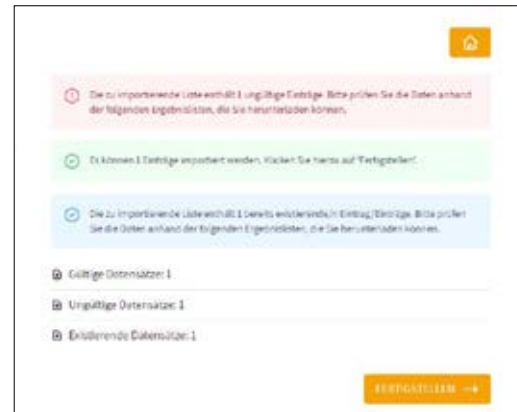 Die zu importierende Liste enthält 1 ungültige Einträge. Bitte prüfen Sie die Daten anhand
der folgenden Ergebnislisten, die Sie herunterladen können.
Es können 1 Einträge importiert werden. Klicken Sie hierzu auf 'Fertigstellen'.
Die zu importierende Liste enthält 1 bereits existierende/n Eintrag/Einträge. Bitte prüfen
Sie die Daten anhand der folgenden Ergebnislisten, die Sie herunterladen können.
Gültige Datensätze: 1
Ungültige Datensätze: 1
Existierende Datensätze: 1
FERTIGSTELLEN →